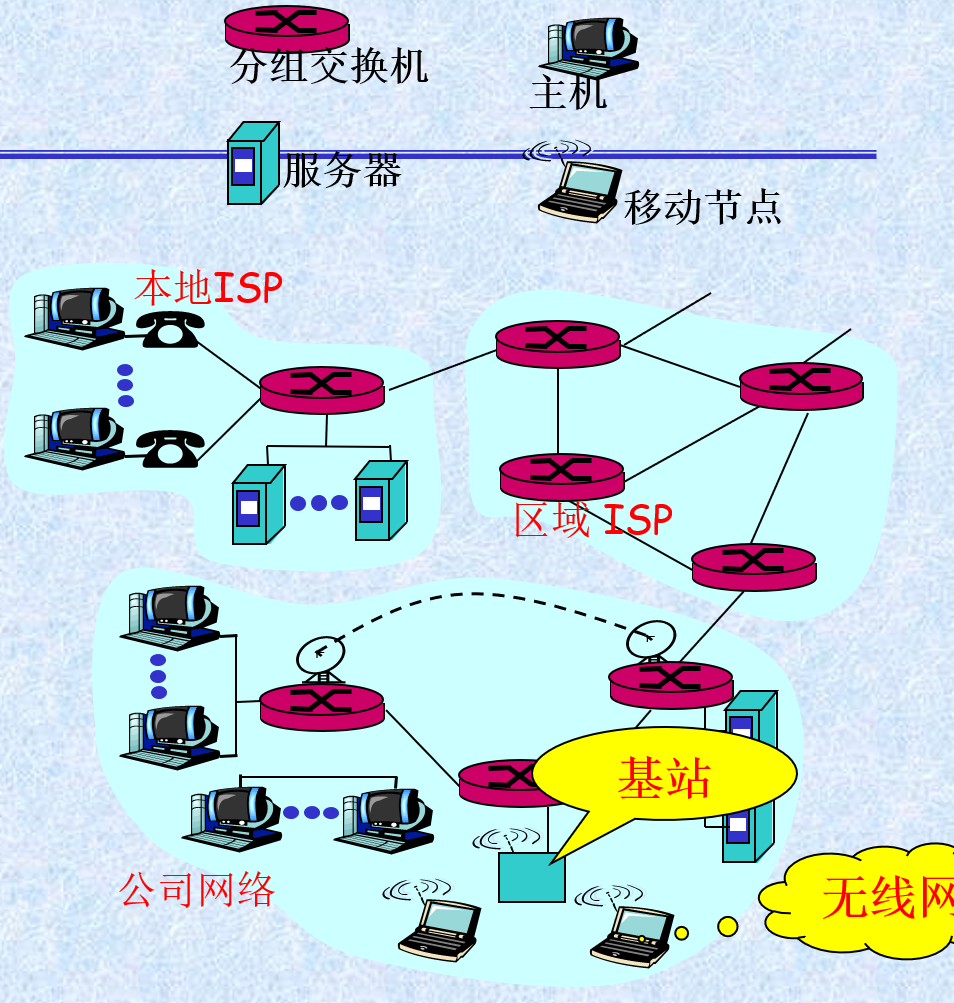 分组交换机
主机
服务器
移动节点
本地ISP
区域 ISP
基站
公司网络
无线网